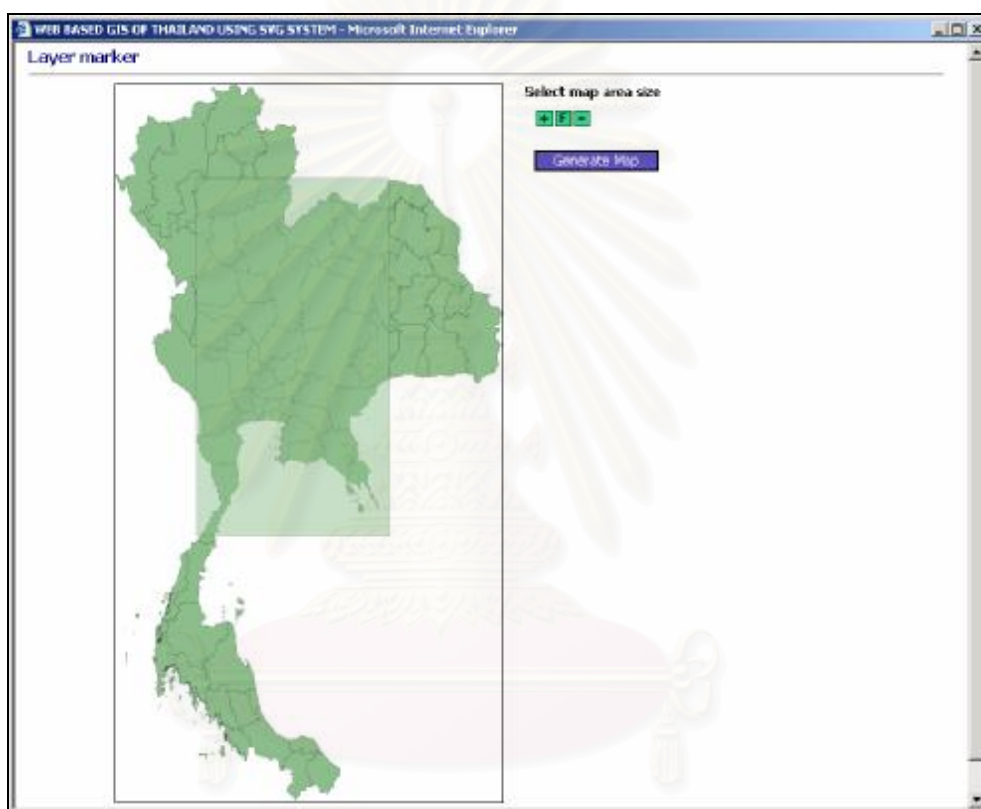 WEB BASED GIS OF THAILAND USING SVG SYSTEM - Microsoft Internet Explorer
Layer marker
Select map area size
+ F -
Generate Map